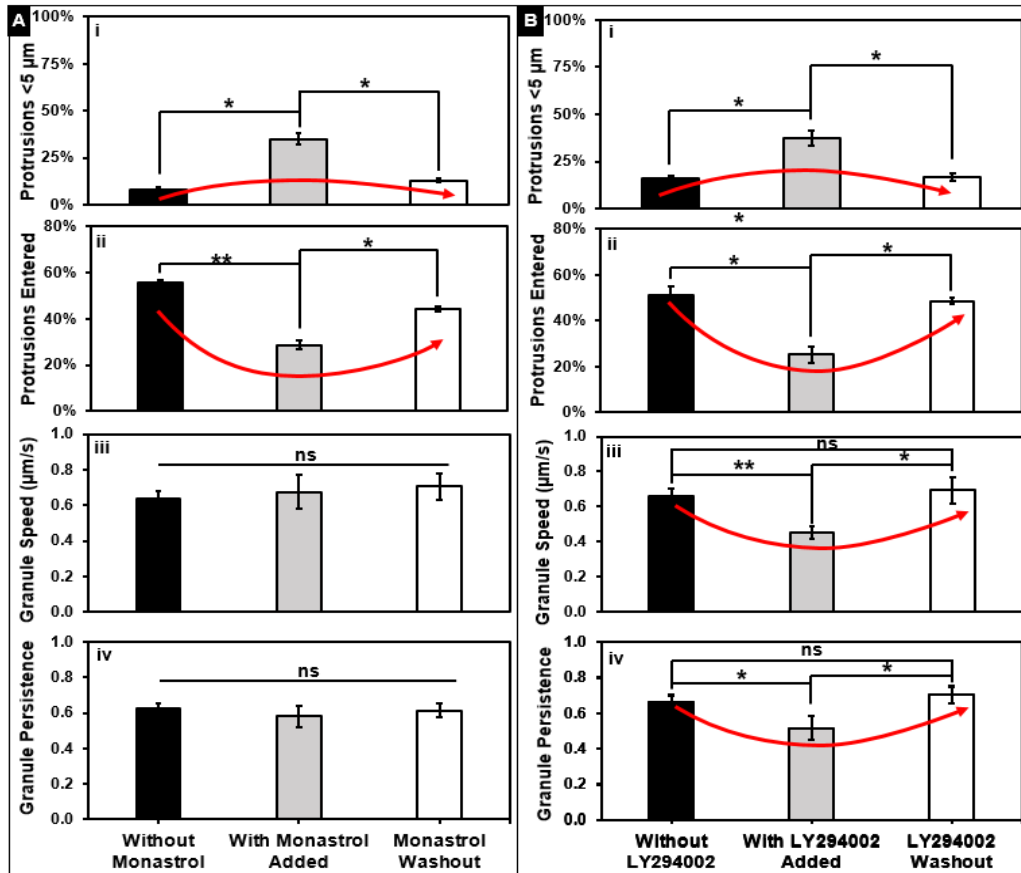 A
i
Protrusions <5 µm
100%
75%
50%
25%
0%
*
*
ii
Protrusions Entered
80%
60%
40%
20%
0%
**
*
iii
Granule Speed (µm/s)
1.0
0.8
0.6
0.4
0.2
0.0
ns
iv
Granule Persistence
1.0
0.8
0.6
0.4
0.2
0.0
ns
Without
Monastrol
With Monastrol
Added
Monastrol
Washout
B
i
Protrusions <5 µm
100%
75%
50%
25%
0%
*
*
*
ii
Protrusions Entered
80%
60%
40%
20%
0%
*
*
iii
Granule Speed (µm/s)
1.0
0.8
0.6
0.4
0.2
0.0
ns
**
*
iv
Granule Persistence
1.0
0.8
0.6
0.4
0.2
0.0
ns
*
*
Without
LY294002
With LY294002
Added
LY294002
Washout